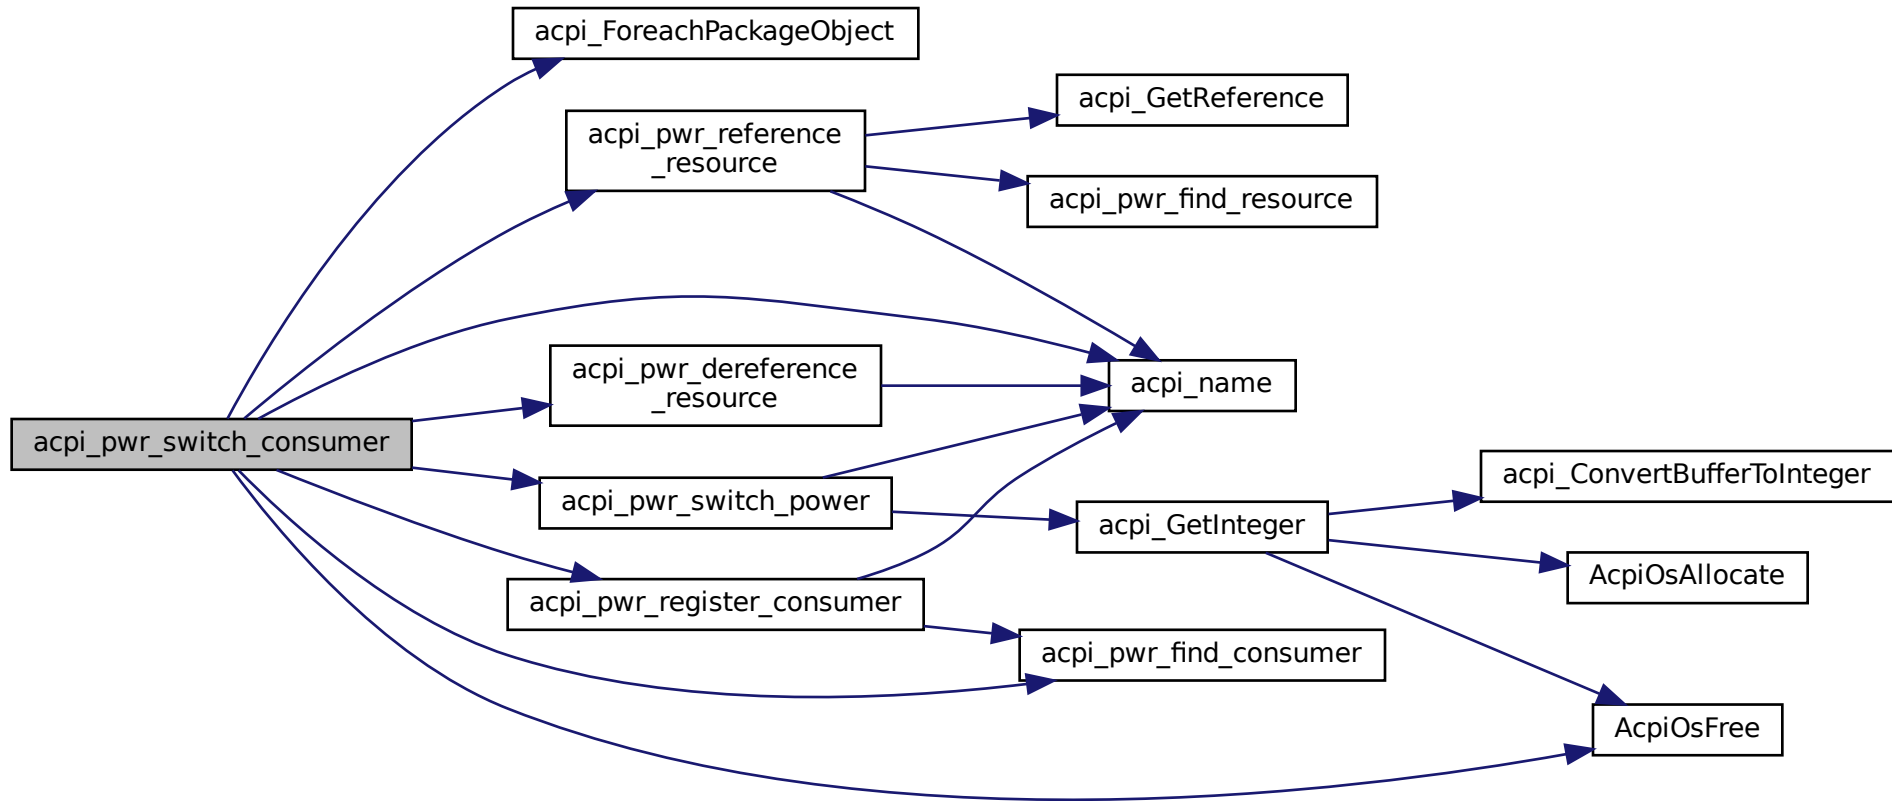 acpi_ForeachPackageObject
acpi_GetReference
acpi_pwr_reference
_resource
acpi_pwr_find_resource
acpi_pwr_dereference
_resource
acpi_name
acpi_pwr_switch_consumer
acpi_ConvertBufferToInteger
acpi_pwr_switch_power
acpi_GetInteger
AcpiOsAllocate
acpi_pwr_register_consumer
acpi_pwr_find_consumer
AcpiOsFree